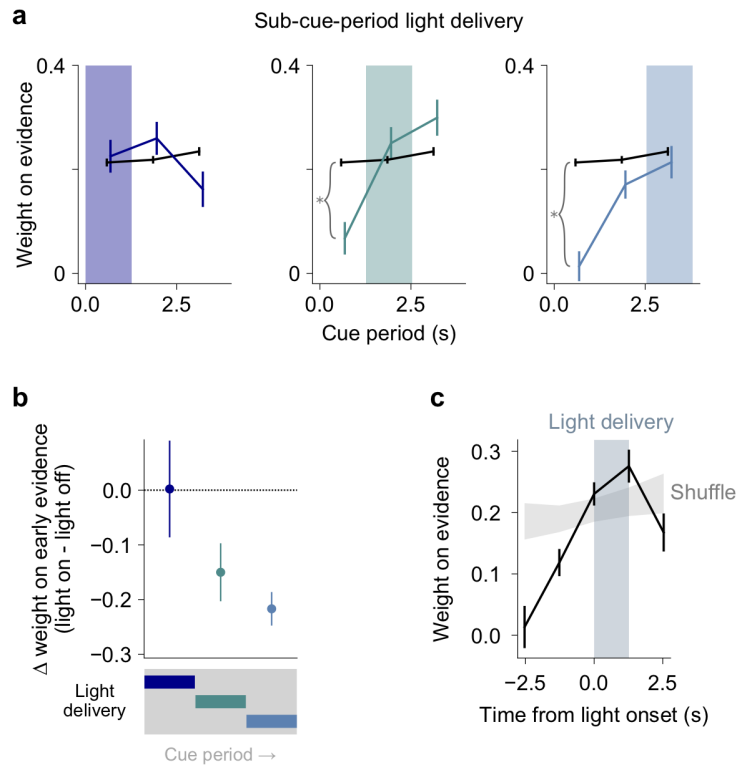 a
Sub-cue-period light delivery
Weight on evidence
0.4
0
0.0
2.5
0.4
*
0
0.0
2.5
0.4
*
0
0.0
2.5
Cue period (s)
b
Δ weight on early evidence
(light on - light off)
0.0
−0.1
−0.2
−0.3
Light
delivery
Cue period →
c
Light delivery
Weight on evidence
0.3
0.2
0.1
0.0
Shuffle
−2.5
0.0
2.5
Time from light onset (s)